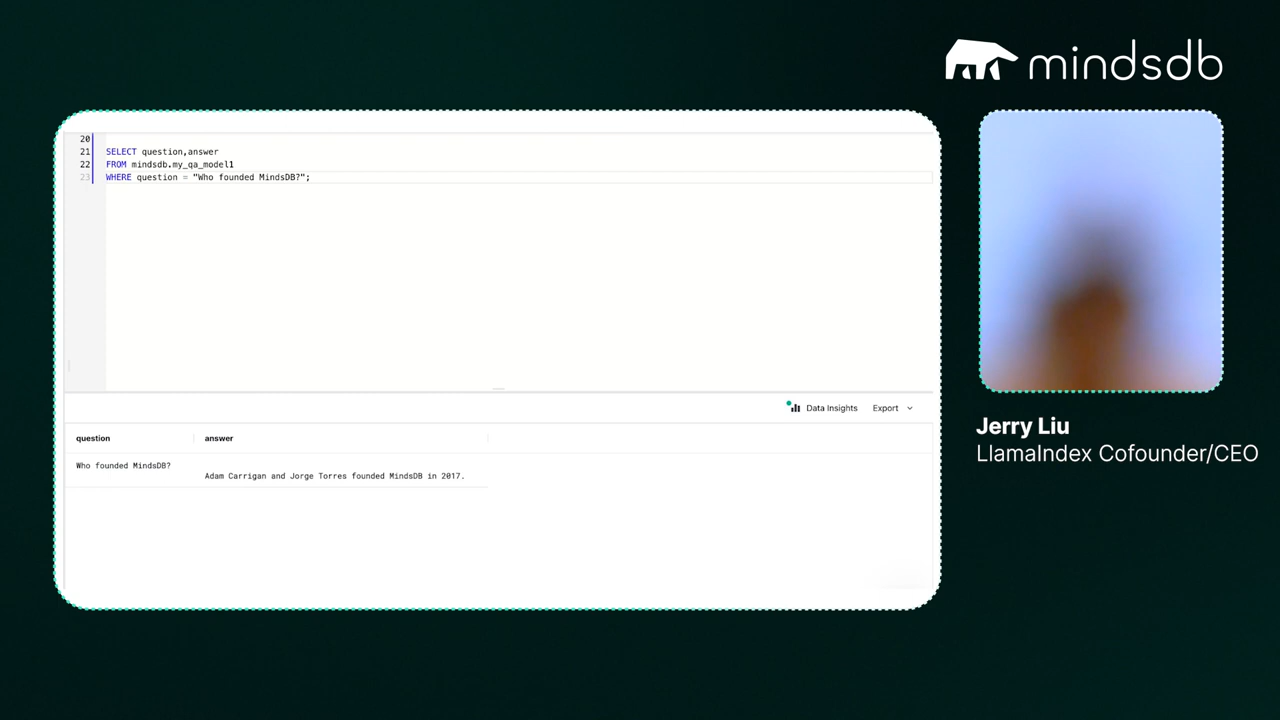 mindsdb
20
21 SELECT question,answer
22 FROM mindsdb.my_qa_model1
23 WHERE question = "Who founded MindsDB?";
Data Insights Export
question answer
Who founded MindsDB?
Adam Carrigan and Jorge Torres founded MindsDB in 2017.
Jerry Liu
LlamaIndex Cofounder/CEO